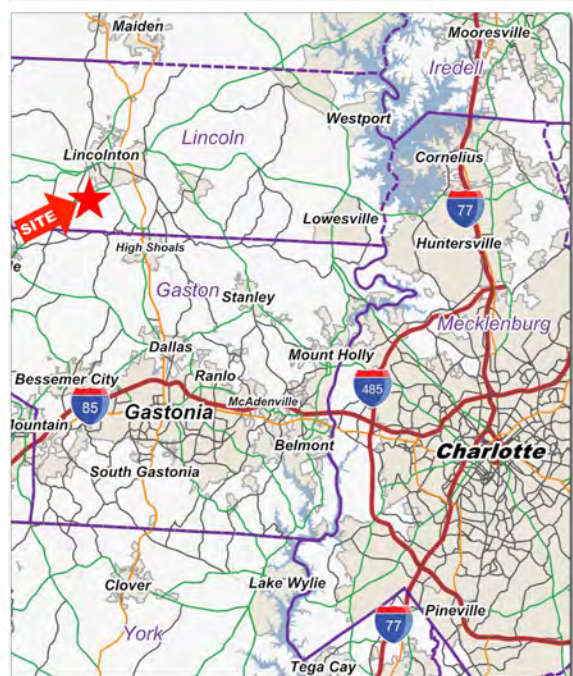 Maiden
Mooresville
Iredell
Westport
Lincoln
Lincolnton
Cornelius
SITE
77
Lowesville
Huntersville
High Shoals
le
Gaston
Stanley
Mecklenburg
Dallas
Mount Holly
Bessemer City
Ranlo
485
McAdenville
85
Gastonia
Mountain
Belmont
Charlotte
South Gastonia
Clover
Lake Wylie
Pineville
77
York
Tega Cay